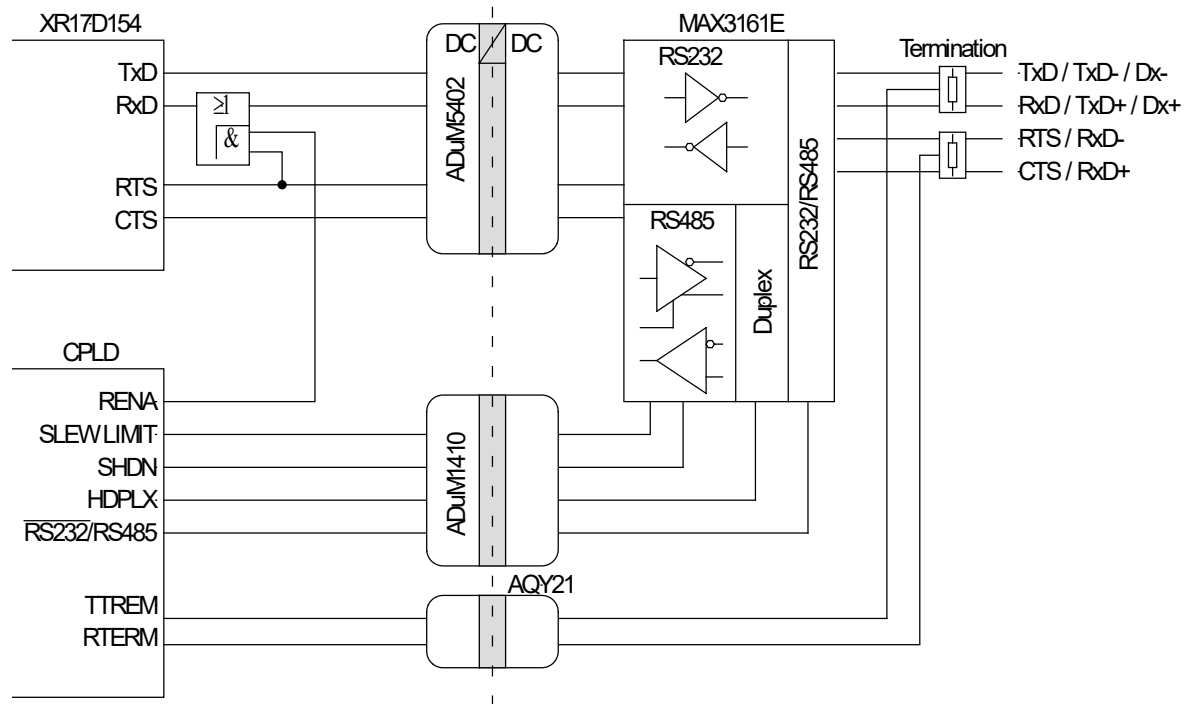 XR17D154
MAX3161E
DC DC
RS232
Termination
TxD
TxD / TxD- / Dx-
RxD
≥1
RxD / TxD+ / Dx+
&
ADuM5402
RTS / RxD-
RS232/RS485
CTS / RxD+
RTS
CTS
RS485
Duplex
CPLD
RENA
SLEW LIMIT
SHDN
ADuM1410
HDPLX
RS232/RS485
AQY21
TTREM
RTERM